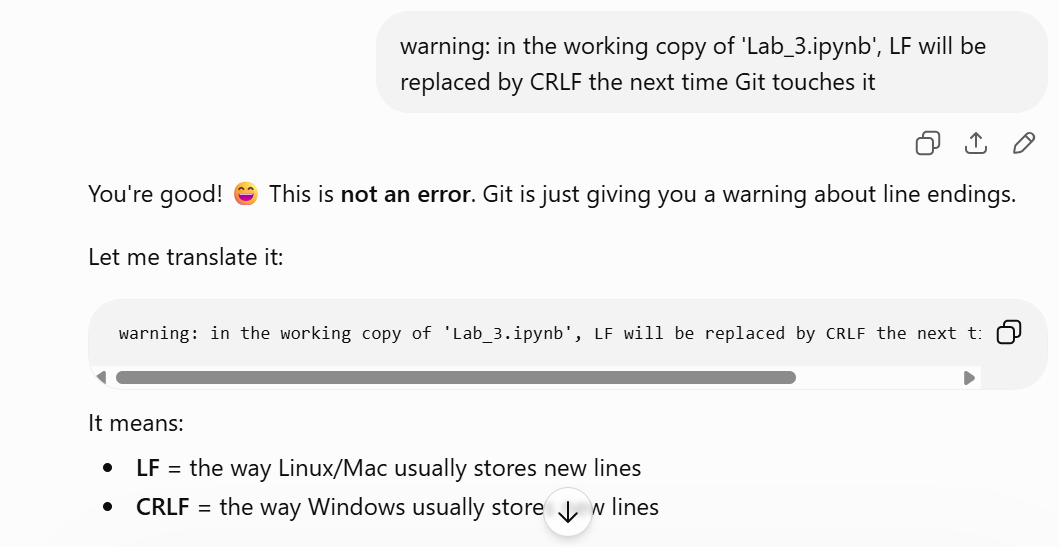 warning: in the working copy of 'Lab_3.ipynb', LF will be
replaced by CRLF the next time Git touches it
You're good! 😄 This is not an error. Git is just giving you a warning about line endings.
Let me translate it:
warning: in the working copy of 'Lab_3.ipynb', LF will be replaced by CRLF the next
It means:
• LF = the way Linux/Mac usually stores new lines
• CRLF = the way Windows usually lines